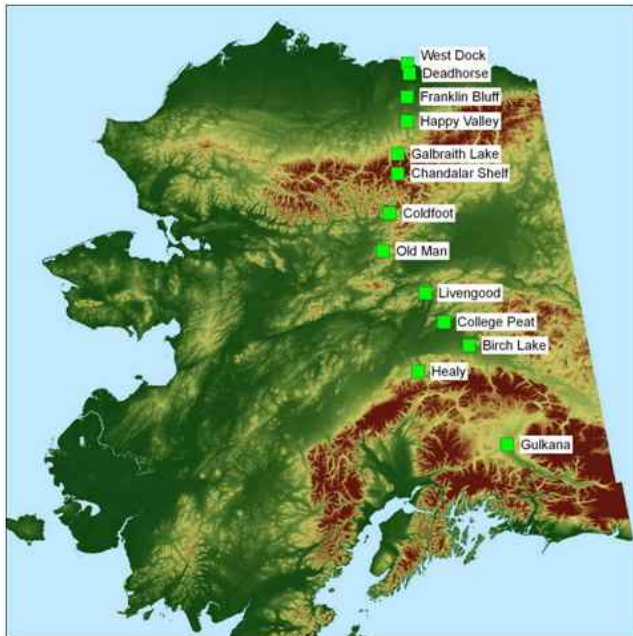 West Dock
Deadhorse
Franklin Bluff
Happy Valley
Galbraith Lake
Chandalar Shelf
Coldfoot
Old Man
Livengood
College Peat
Birch Lake
Healy
Gulkana